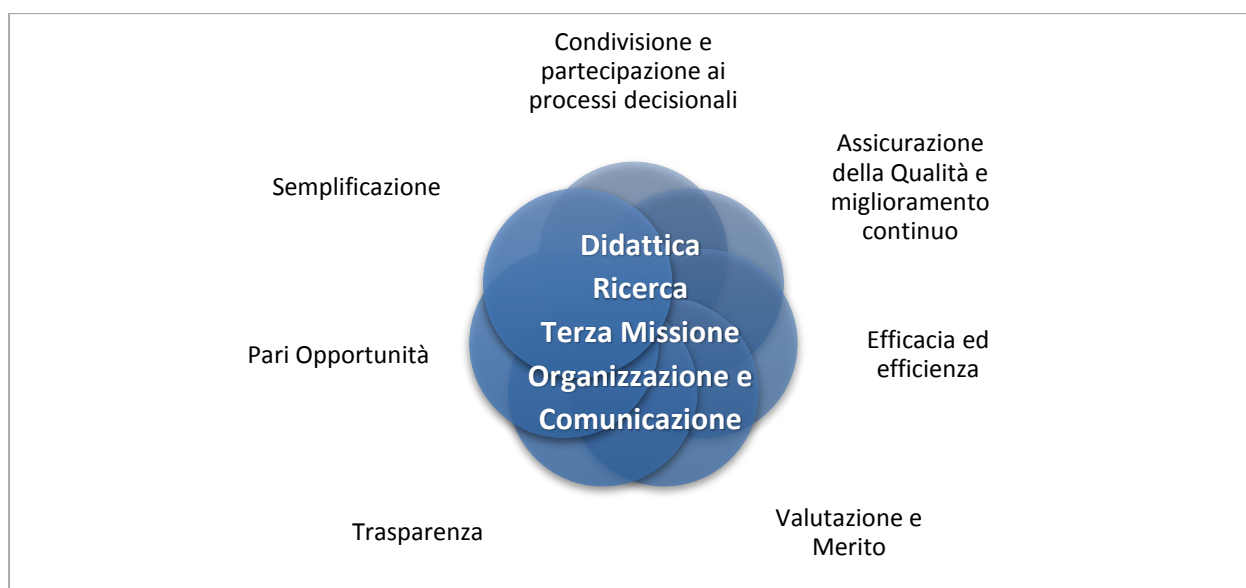 Condivisione e
partecipazione ai
processi decisionali
Assicurazione
della Qualità e
miglioramento
continuo
Semplificazione
Didattica
Ricerca
Terza Missione
Organizzazione e
Comunicazione
Pari Opportunità
Efficacia ed
efficienza
Trasparenza
Valutazione e
Merito